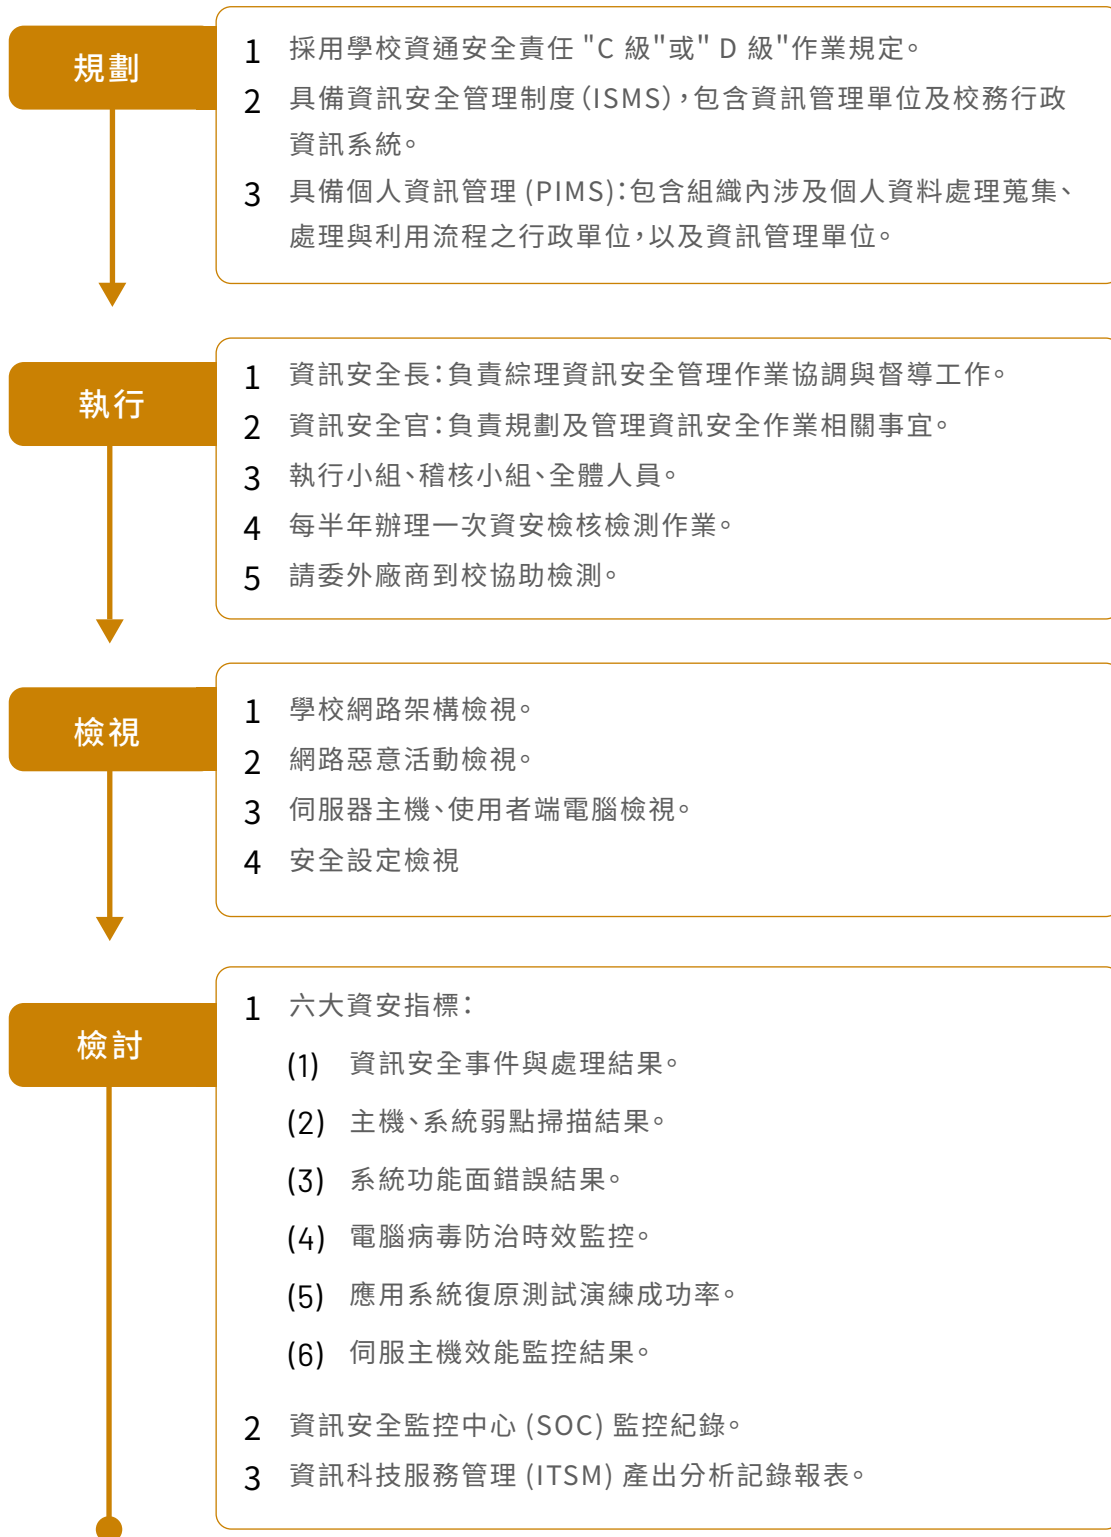 規劃
1 採用學校資通安全責任 "C 級"或" D 級"作業規定。
2 具備資訊安全管理制度(ISMS),包含資訊管理單位及校務行政
資訊系統。
3 具備個人資訊管理 (PIMS):包含組織內涉及個人資料處理蒐集、
處理與利用流程之行政單位,以及資訊管理單位。
執行
1 資訊安全長:負責綜理資訊安全管理作業協調與督導工作。
2 資訊安全官:負責規劃及管理資訊安全作業相關事宜。
3 執行小組、稽核小組、全體人員。
4 每半年辦理一次資安檢核檢測作業。
5 請委外廠商到校協助檢測。
檢視
1 學校網路架構檢視。
2 網路惡意活動檢視。
3 伺服器主機、使用者端電腦檢視。
4 安全設定檢視
檢討
1 六大資安指標:
(1) 資訊安全事件與處理結果。
(2) 主機、系統弱點掃描結果。
(3) 系統功能面錯誤結果。
(4) 電腦病毒防治時效監控。
(5) 應用系統復原測試演練成功率。
(6) 伺服主機效能監控結果。
2 資訊安全監控中心 (SOC) 監控紀錄。
3 資訊科技服務管理 (ITSM) 產出分析記錄報表。